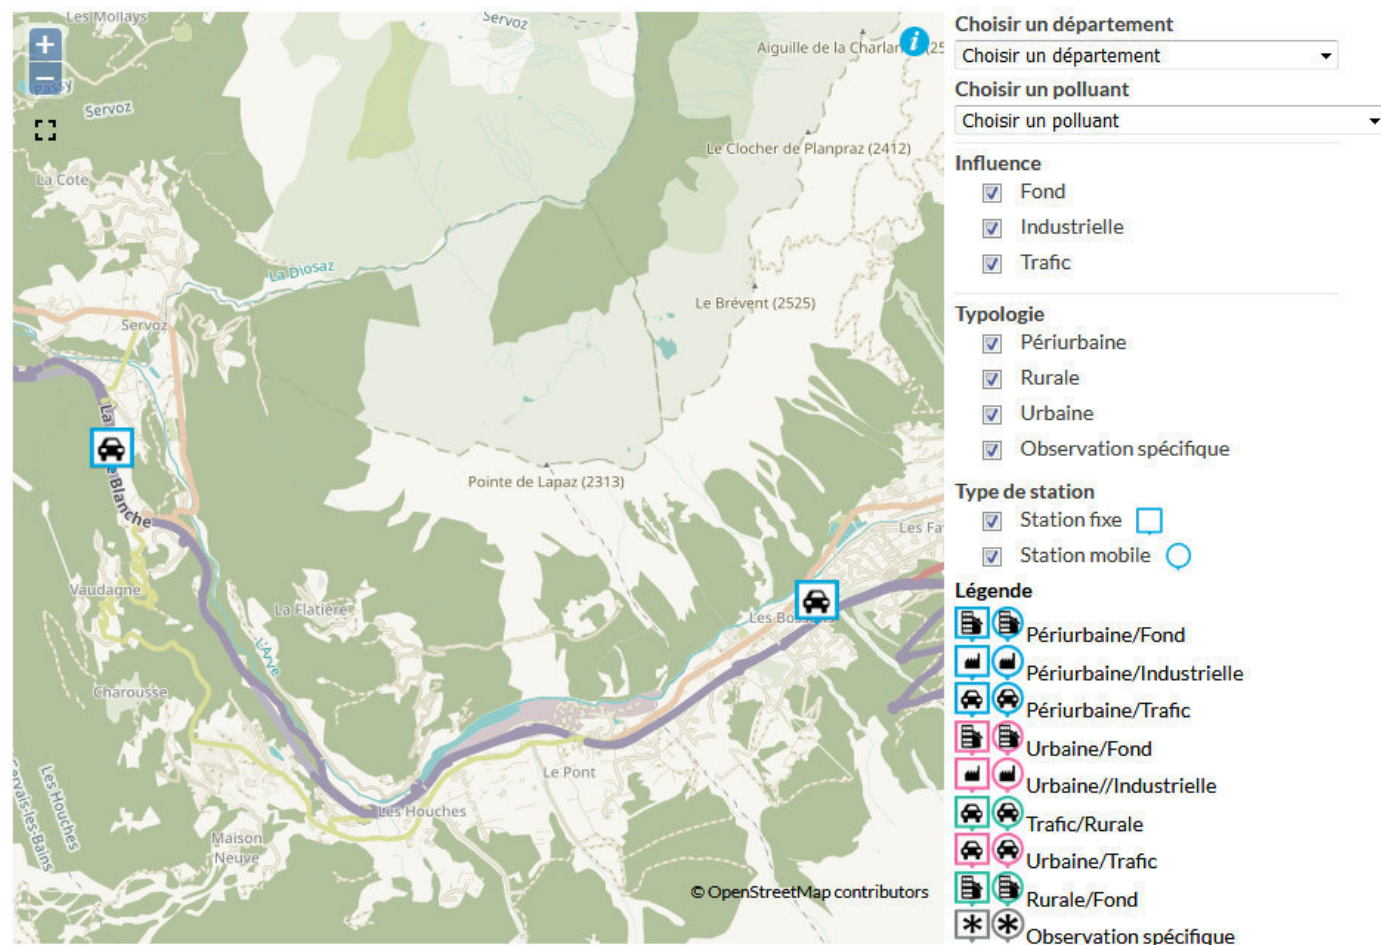 Les Mollays
Servoz
Aiguille de la Charlan
(25
i
+
−
Passy
Servoz
Le Clocher de Planpraz (2412)
La Cote
La Diosaz
Le Brévent (2525)
Servoz
La
e Blanche
Pointe de Lapaz (2313)
Les Fa
Vaudagne
La Flatière
Les Bossons
L'Arve
Charousse
Le Pont
Les Houches
Gervais-les-Bains
Les Houches
Maison
Neuve
© OpenStreetMap contributors
Choisir un département
Choisir un département
Choisir un polluant
Choisir un polluant
Influence
Fond
Industrielle
Trafic
Typologie
Périurbaine
Rurale
Urbaine
Observation spécifique
Type de station
Station fixe
Station mobile
Légende
Périurbaine/Fond
Périurbaine/Industrielle
Périurbaine/Trafic
Urbaine/Fond
Urbaine//Industrielle
Trafic/Rurale
Urbaine/Trafic
Rurale/Fond
Observation spécifique